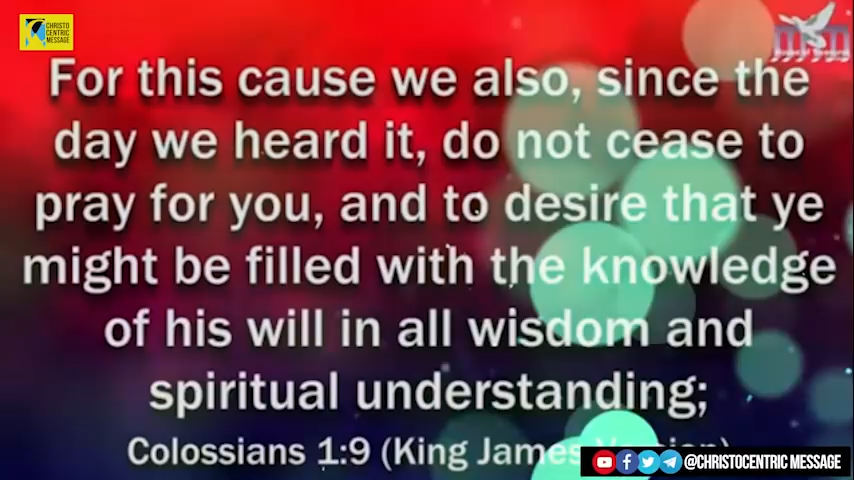 CHRISTO
CENTRIC
MESSAGE
For this cause we also, since the
day we heard it, do not cease to
pray for you, and to desire that ye
might be filled with the knowledge
of his will in all wisdom and
spiritual understanding;
Colossians 1:9 (King James Version)
@CHRISTOCENTRIC MESSAGE